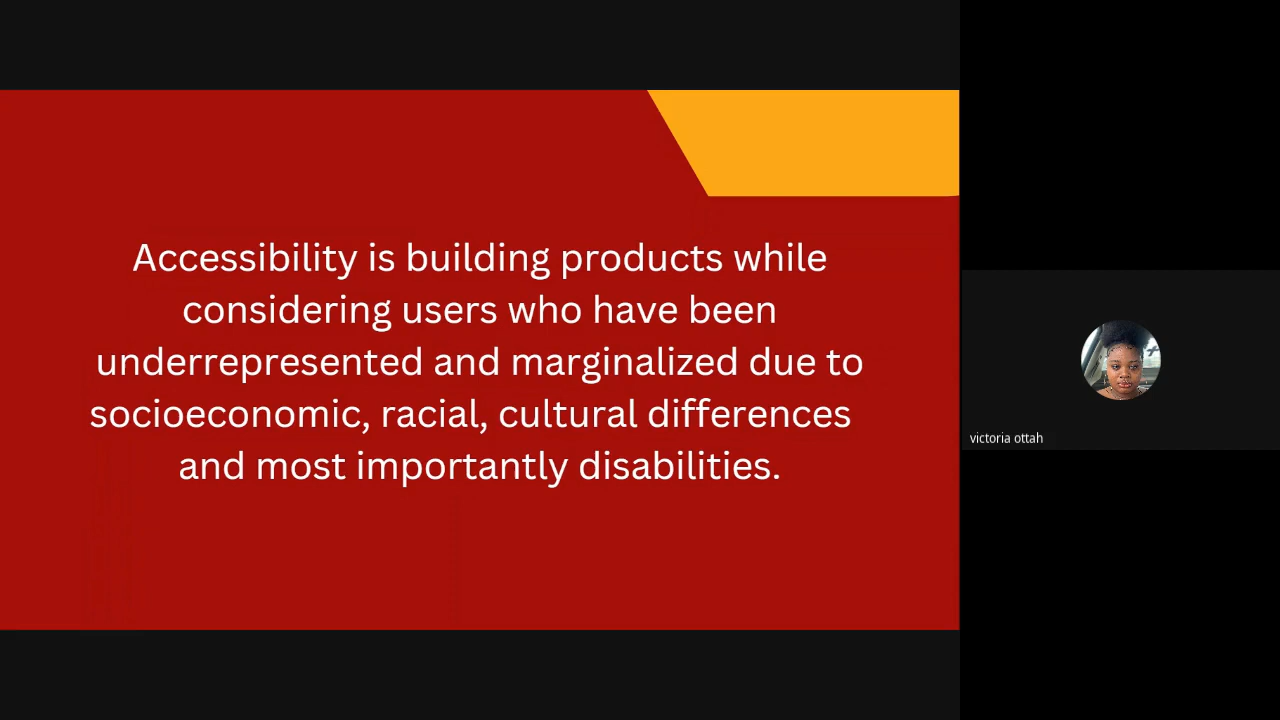 Accessibility is building products while
considering users who have been
underrepresented and marginalized due to
socioeconomic, racial, cultural differences
and most importantly disabilities.
victoria ottah